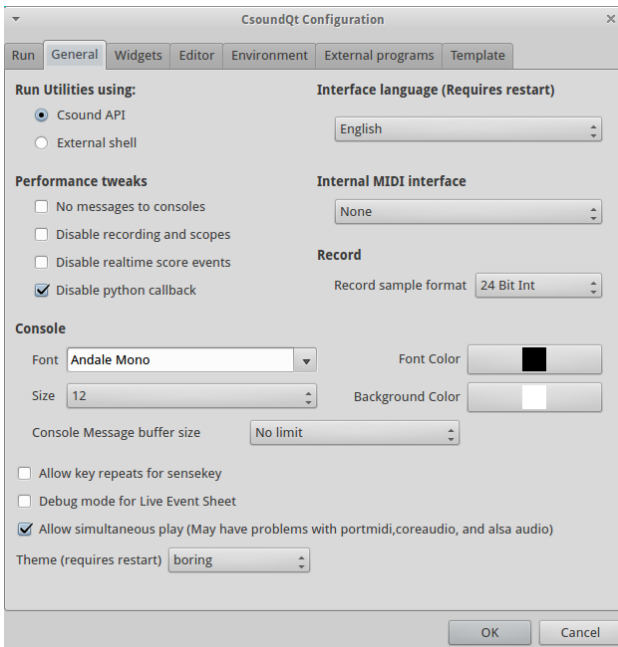 CsoundQt Configuration
Run General Widgets Editor Environment External programs Template
Run Utilities using:
Csound API
External shell
Interface language (Requires restart)
English
Performance tweaks
No messages to consoles
Disable recording and scopes
Disable realtime score events
Disable python callback
Internal MIDI interface
None
Record
Record sample format 24 Bit Int
Console
Font Andale Mono
Font Color
Size 12
Background Color
Console Message buffer size No limit
Allow key repeats for sensekey
Debug mode for Live Event Sheet
Allow simultaneous play (May have problems with portmidi,coreaudio, and alsa audio)
Theme (requires restart) boring
OK Cancel